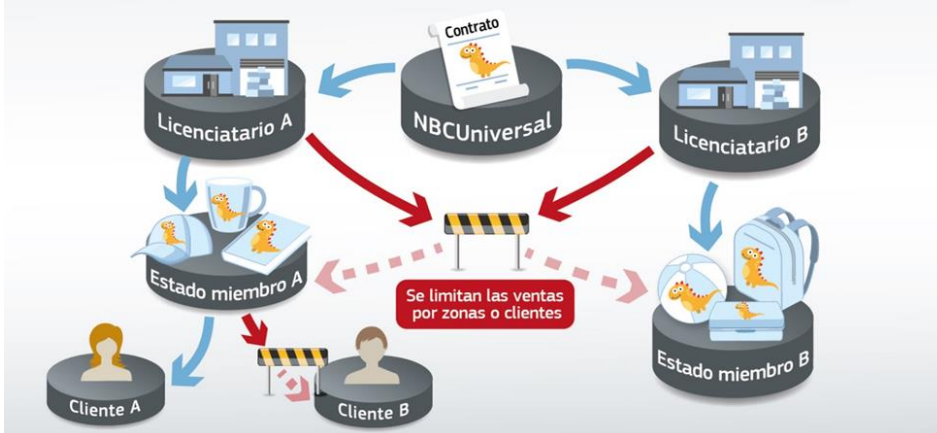 Contrato
Licenciatario A
NBCUniversal
Licenciatario B
Estado miembro A
Se limitan las ventas
por zonas o clientes
Estado miembro B
Cliente A
Cliente B